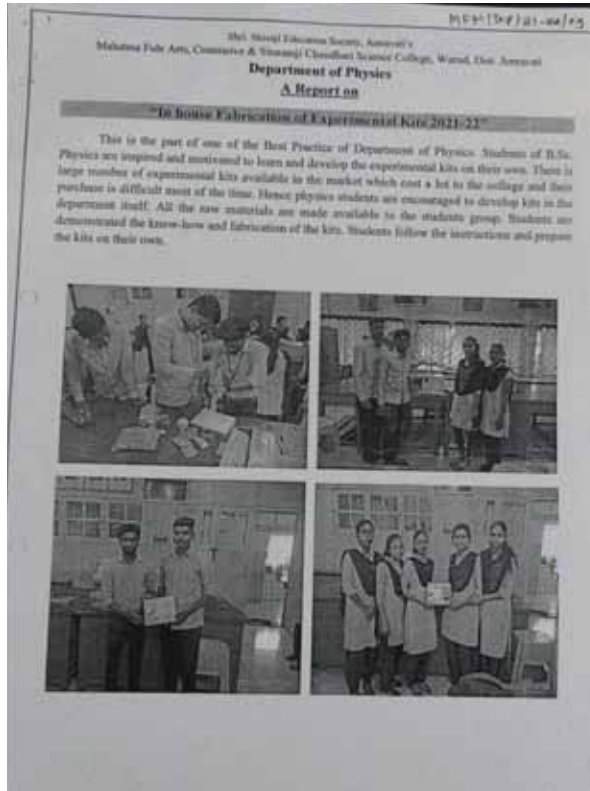 Shri. Shivaji Education Society, Amravati's
Mahatma Fule Arts, Commerce & Sitaramji Chaudhari Science College, Warud, Dist. Amravati
Department of Physics
A Report on
"In house Fabrication of Experimental Kits 2021-22"
This is the part of one of the Best Practice of Department of Physics. Students of B.Sc.
Physics are inspired and motivated to learn and develop the experimental kits on their own. There is
large number of experimental kits available in the market which cost a lot to the college and their
purchase is difficult most of the time. Hence physics students are encouraged to develop kits in the
department itself. All the raw materials are made available to the students group. Students are
demonstrated the know-how and fabrication of the kits. Students follow the instructions and prepare
the kits on their own.